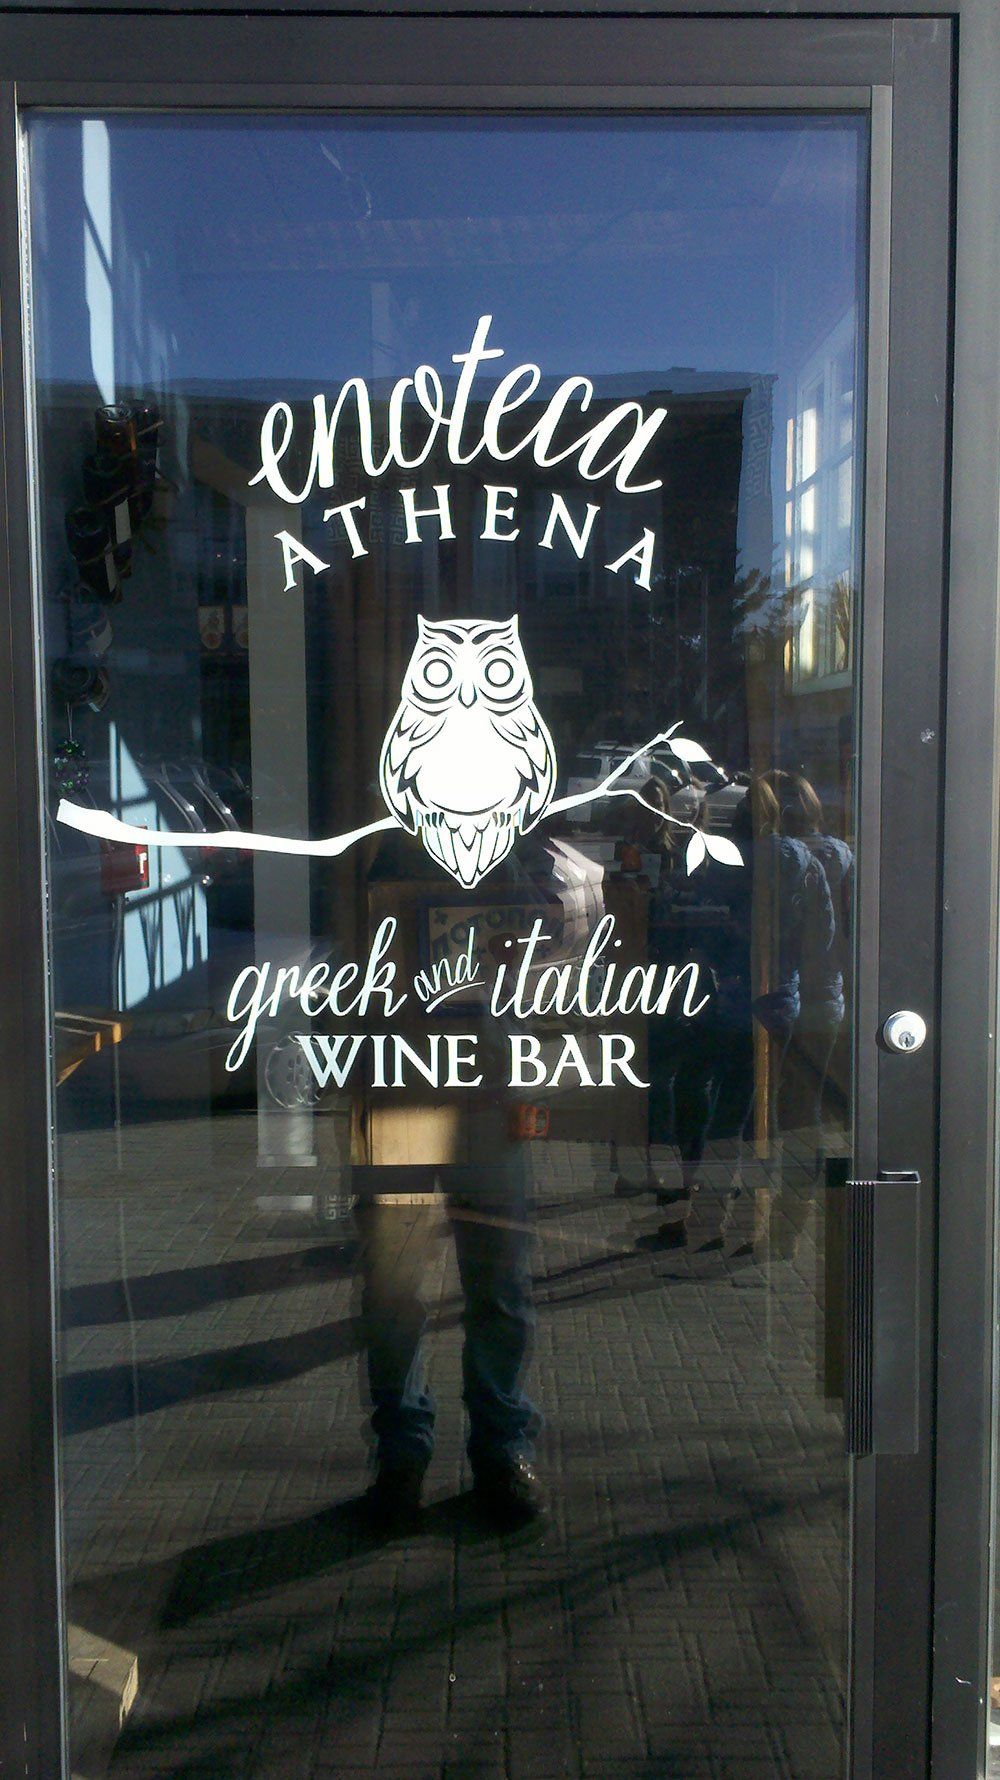 enoteca
ATHENA
greek and italian
WINE BAR